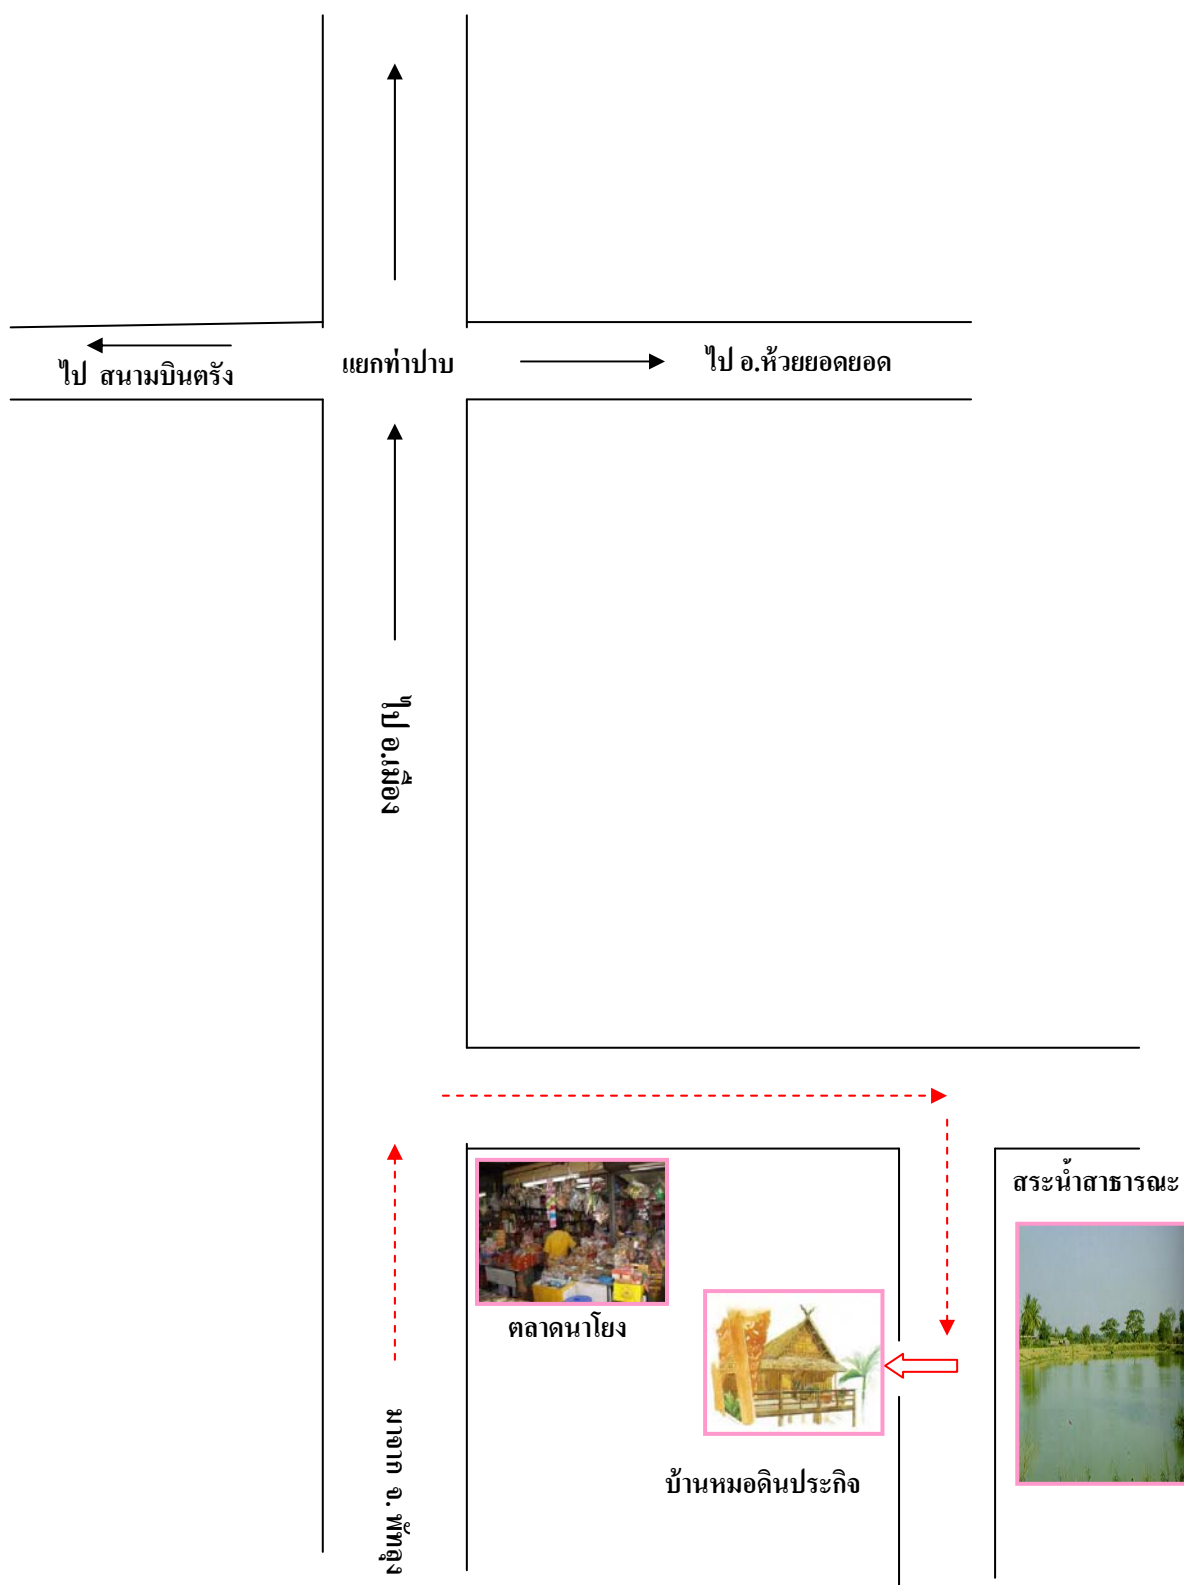 ไป สนามบินตรัง
แยกท่าปาบ
ไป อ.ห้วยยอดยอด
ไป อ.เมือง
สระน้ำสาธารณะ
ตลาดนาโยง
บ้านหมอดินประกิจ
มาจาก จ. พัทลุง